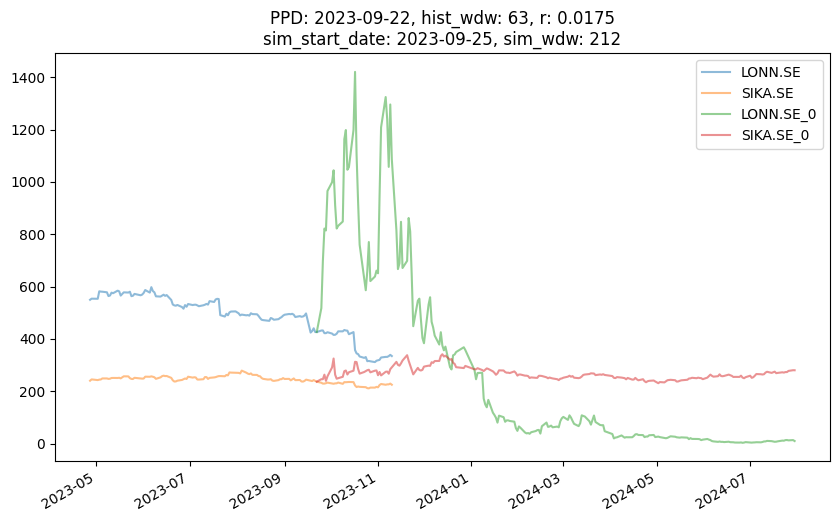 PPD: 2023-09-22, hist_wdw: 63, r: 0.0175
sim_start_date: 2023-09-25, sim_wdw: 212
LONN.SE
SIKA.SE
LONN.SE_0
SIKA.SE_0
1400
1200
1000
800
600
400
200
0
2023-05
2023-07
2023-09
2023-11
2024-01
2024-03
2024-05
2024-07